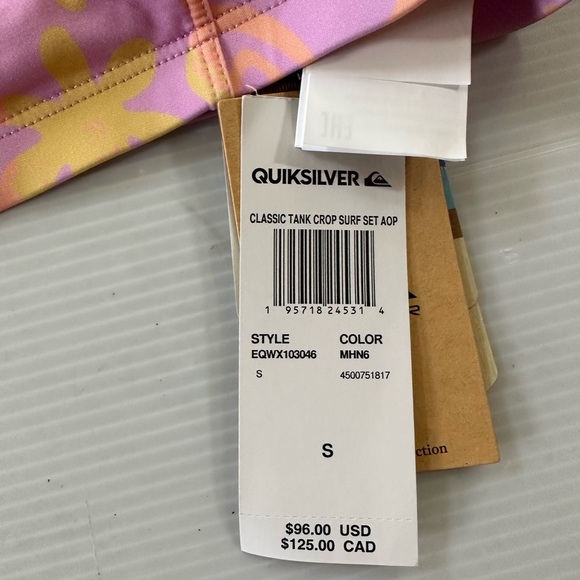 QUIKSILVER
CLASSIC TANK CROP SURF SET AOP
1 95718 24531 4
STYLE COLOR
EQWX103046 MHN6
S 4500751817
S
ction
$96.00 USD
$125.00 CAD